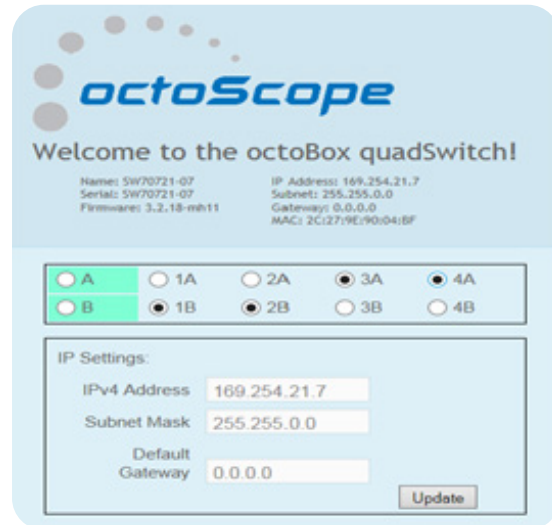 octoScope
Welcome to the octoBox quadSwitch!
Name: SW70721-07 IP Address: 169.254.21.7
Serial: SW70721-07 Subnet: 255.255.0.0
Firmware: 3.2.18-mh11 Gateway: 0.0.0.0
MAC: 2C:27:9E:90:04:BF
A 1A 2A 3A 4A
B 1B 2B 3B 4B
IP Settings:
IPv4 Address 169.254.21.7
Subnet Mask 255.255.0.0
Default
Gateway 0.0.0.0
Update